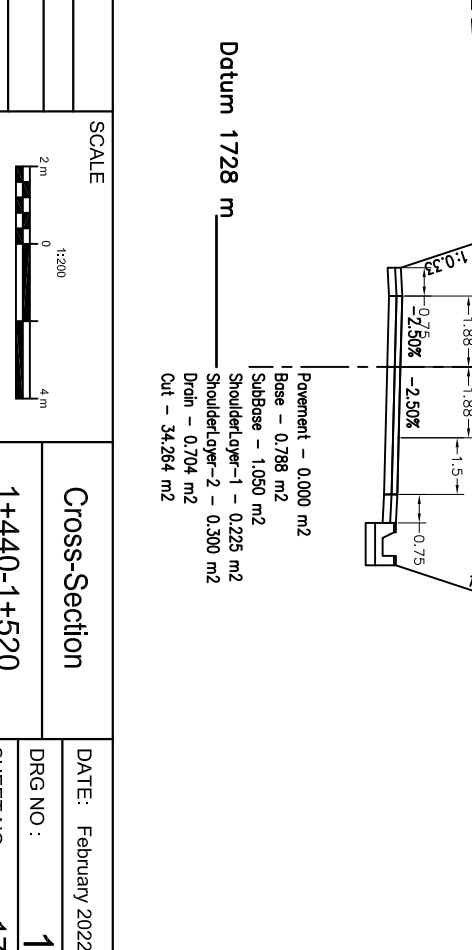 1:0.33
0.75
1.88
1.88
-2.50%
-2.50%
1.5
0.75
Datum 1728 m
Pavement - 0.000 m2
Base - 0.788 m2
SubBase - 1.050 m2
ShoulderLayer-1 - 0.225 m2
ShoulderLayer-2 - 0.300 m2
Drain - 0.704 m2
Cut - 34.264 m2
SCALE
1:200
2 m
0
4 m
Cross-Section
1+440-1+520
DATE: February 2022
DRG NO :